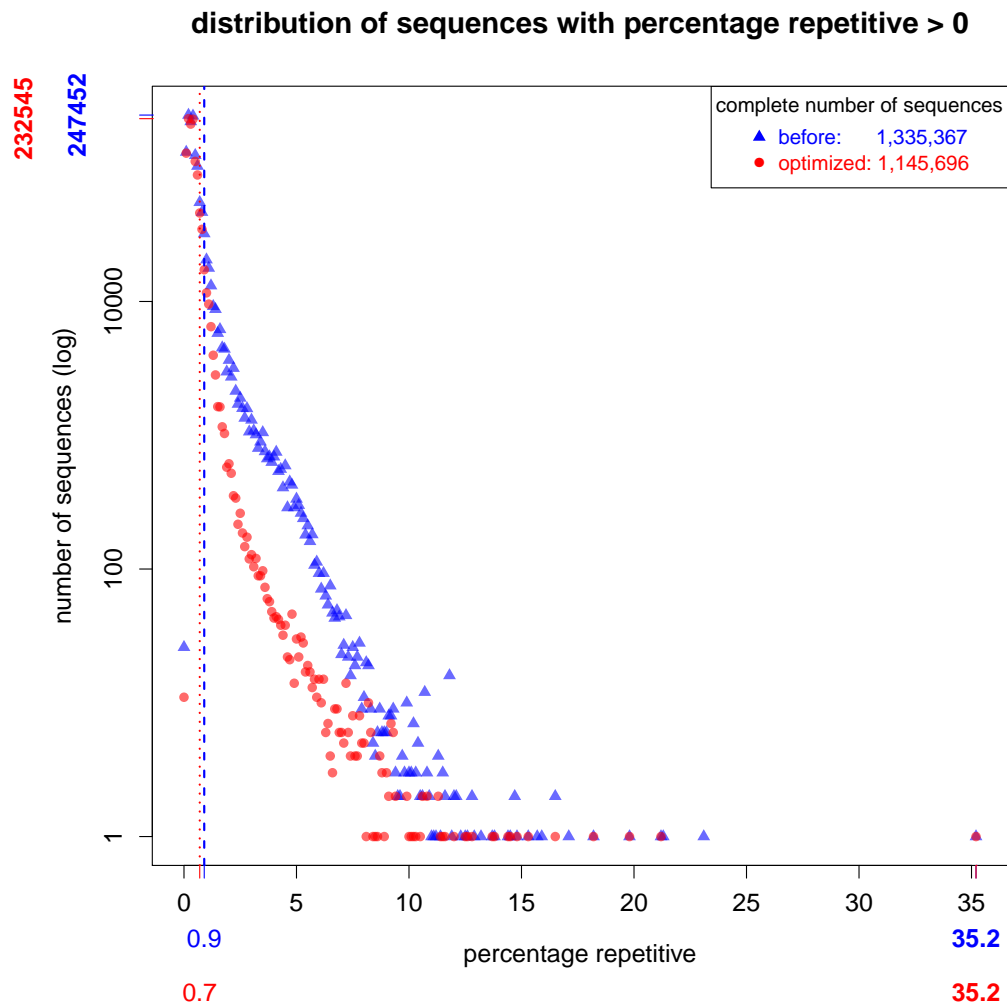 distribution of sequences with percentage repetitive > 0
232545
247452
complete number of sequences
before: 1,335,367
optimized: 1,145,696
number of sequences (log)
10000
100
1
0 5 10 15 20 25 30 35
0.9 35.2
percentage repetitive
0.7 35.2